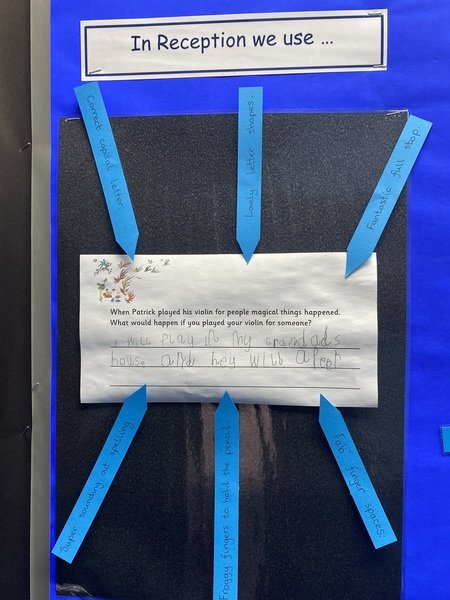 In Reception we use ...
Correct capital letter.
Lovely letter shapes.
Fantastic full stop.
When Patrick played his violin for people magical things happened.
What would happen if you played your violin for someone?
i will play in my grandads
house and hey will
Super sounding out spelling.
Froggy fingers to hold the pencil.
Fab finger spaces.